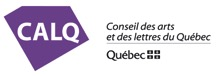 CALQ
Conseil des arts
et des lettres du Québec
Québec